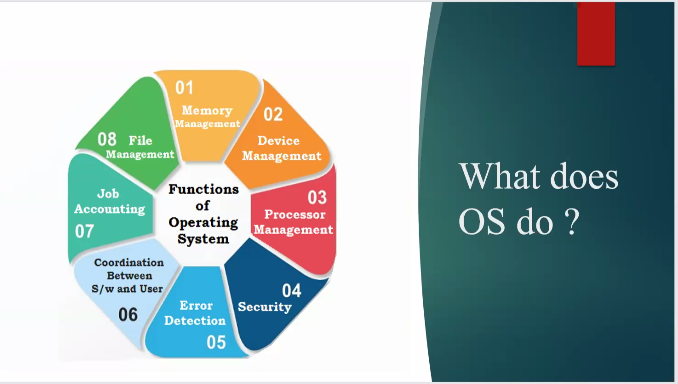 01
Memory
Management
02
Device
Management
03
Processor
Management
04
Security
Error
Detection
05
Coordination
Between
S/w and User
06
Job
Accounting
07
08 File
Management
Functions
of
Operating
System
What does
OS do ?